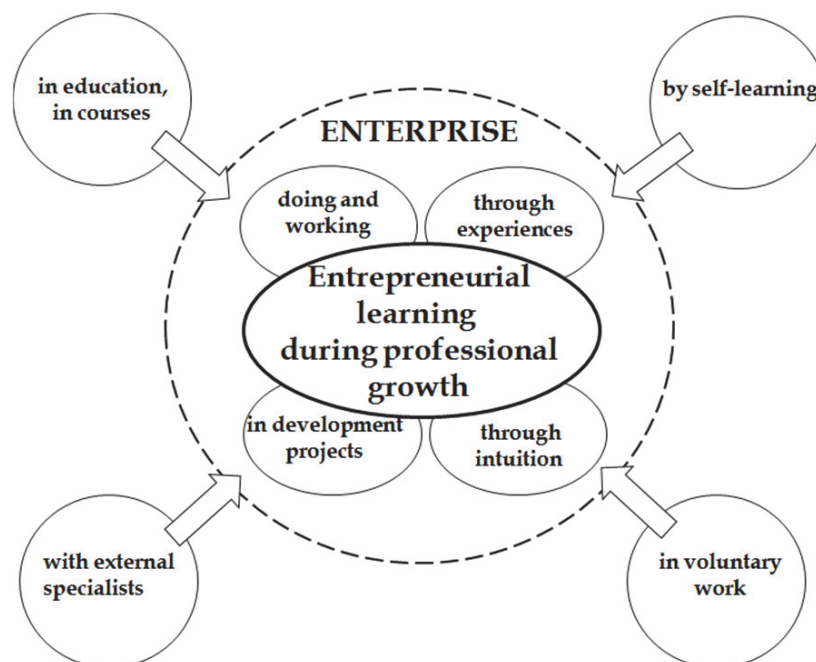 in education,
in courses
by self-learning
ENTERPRISE
doing and
working
through
experiences
Entrepreneurial
learning
during professional
growth
in development
projects
through
intuition
with external
specialists
in voluntary
work